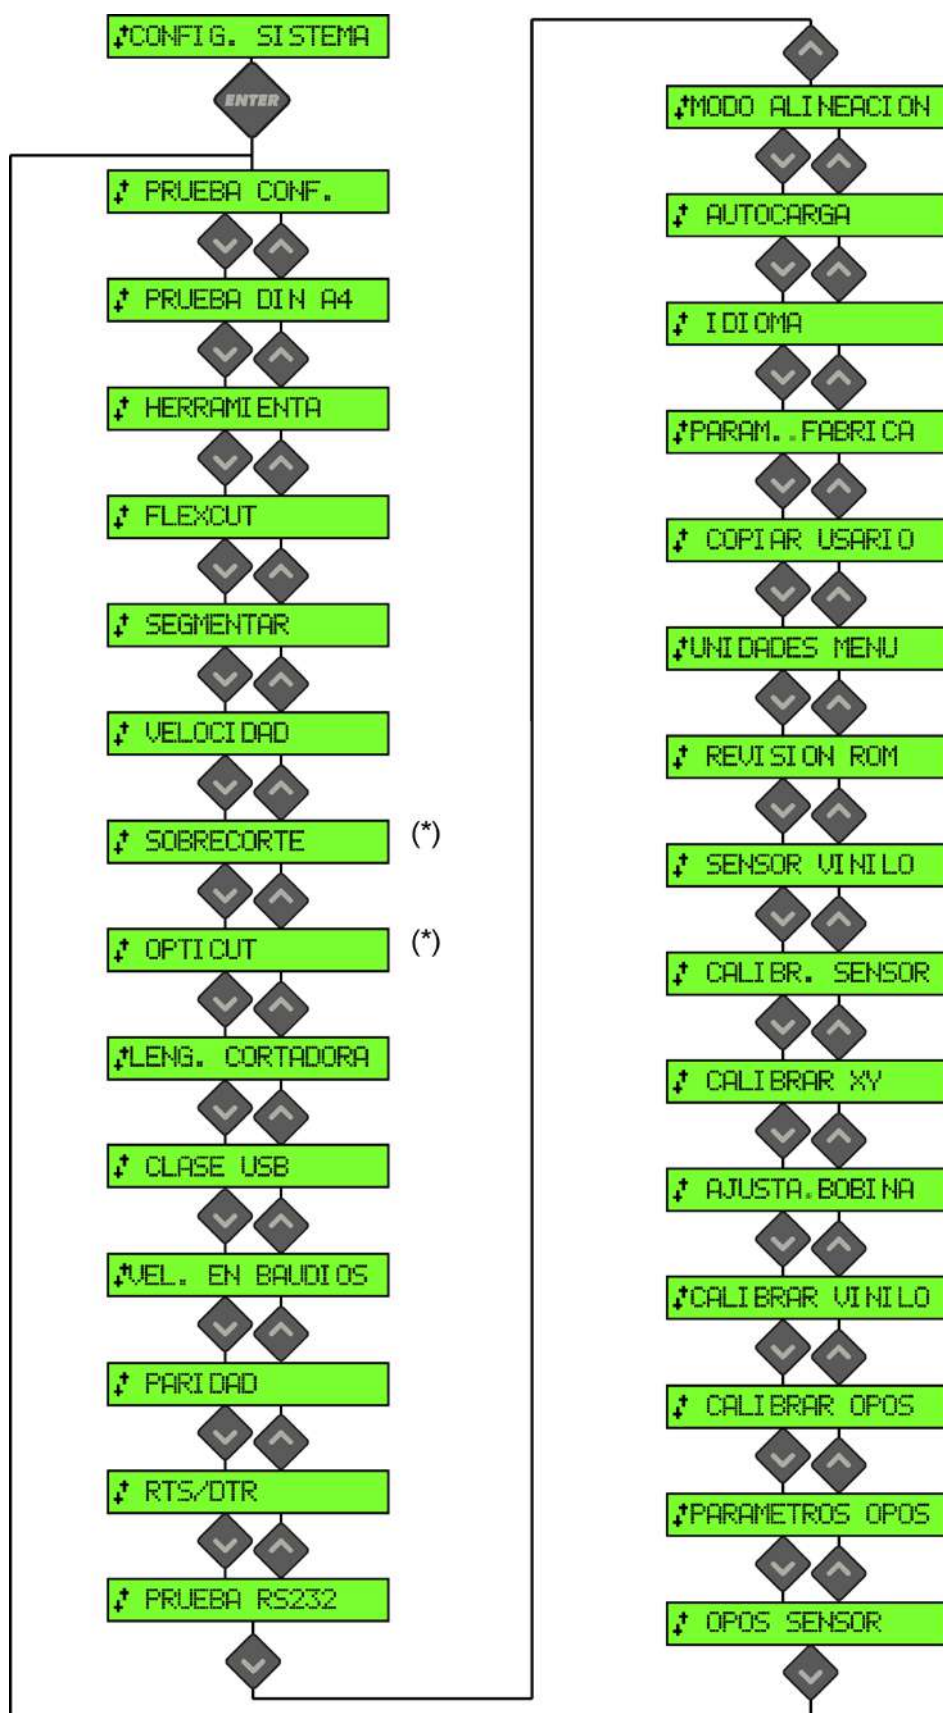 CONFIG. SISTEMA
ENTER
PRUEBA CONF.
PRUEBA DIN A4
HERRAMIENTA
FLEXCUT
SEGMENTAR
VELOCIDAD
SOBRECORTE (*)
OPTICUT (*)
LENG. CORTADORA
CLASE USB
VEL. EN BAUDIOS
PARIDAD
RTS/DTR
PRUEBA RS232
MODO ALINEACION
AUTOCARGA
IDIOMA
PARAM..FABRICA
COPIAR USARIO
UNIDADES MENU
REVISION ROM
SENSOR VINILO
CALIBR. SENSOR
CALIBRAR XY
AJUSTA.BOBINA
CALIBRAR VINILO
CALIBRAR OPOS
PARAMETROS OPOS
OPOS SENSOR